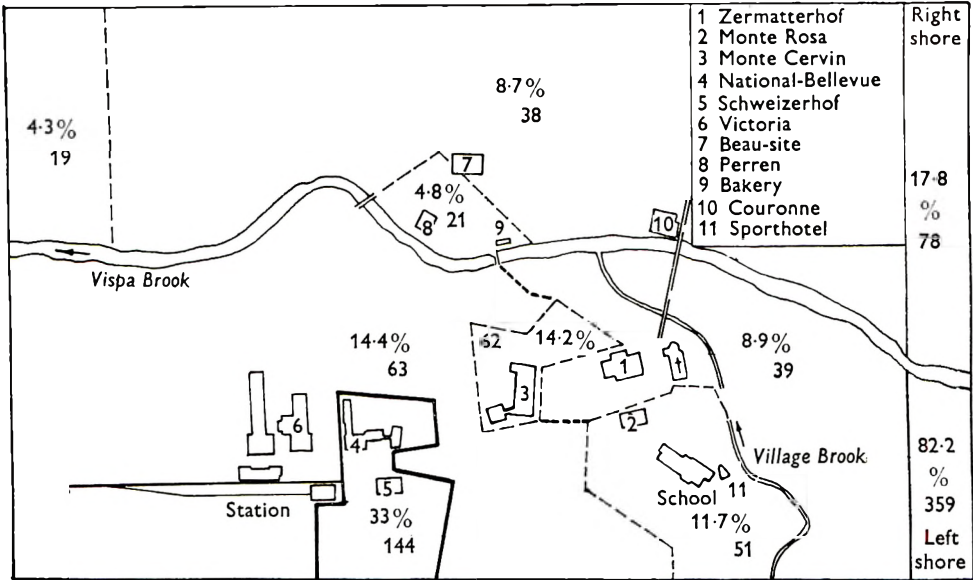 1 Zermatterhof
2 Monte Rosa
3 Monte Cervin
4 National-Bellevue
5 Schweizerhof
6 Victoria
7 Beau-site
8 Perren
9 Bakery
10 Couronne
11 Sporthotel
Right
shore
17·8
%
78
8·7%
38
4·3%
19
7
4·8%
21
8
9
10
Vispa Brook
14·4%
63
62
14·2%
8·9%
39
1
3
2
6
4
5
Station
33%
144
Village Brook
School
11
11·7%
51
82·2
%
359
Left
shore